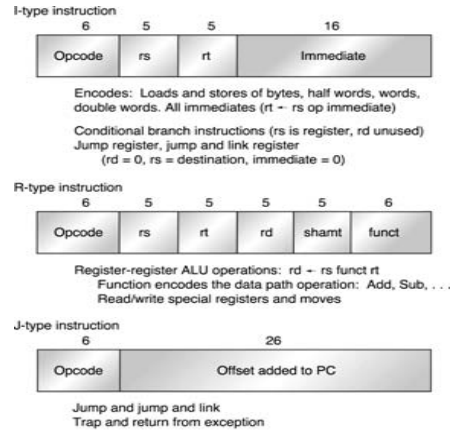 I-type instruction
6 5 5 16
Opcode rs rt Immediate
Encodes: Loads and stores of bytes, half words, words,
double words. All immediates (rt ← rs op immediate)
Conditional branch instructions (rs is register, rd unused)
Jump register, jump and link register
(rd = 0, rs = destination, immediate = 0)
R-type instruction
6 5 5 5 5 6
Opcode rs rt rd shamt funct
Register-register ALU operations: rd ← rs funct rt
Function encodes the data path operation: Add, Sub, . . .
Read/write special registers and moves
J-type instruction
6 26
Opcode Offset added to PC
Jump and jump and link
Trap and return from exception